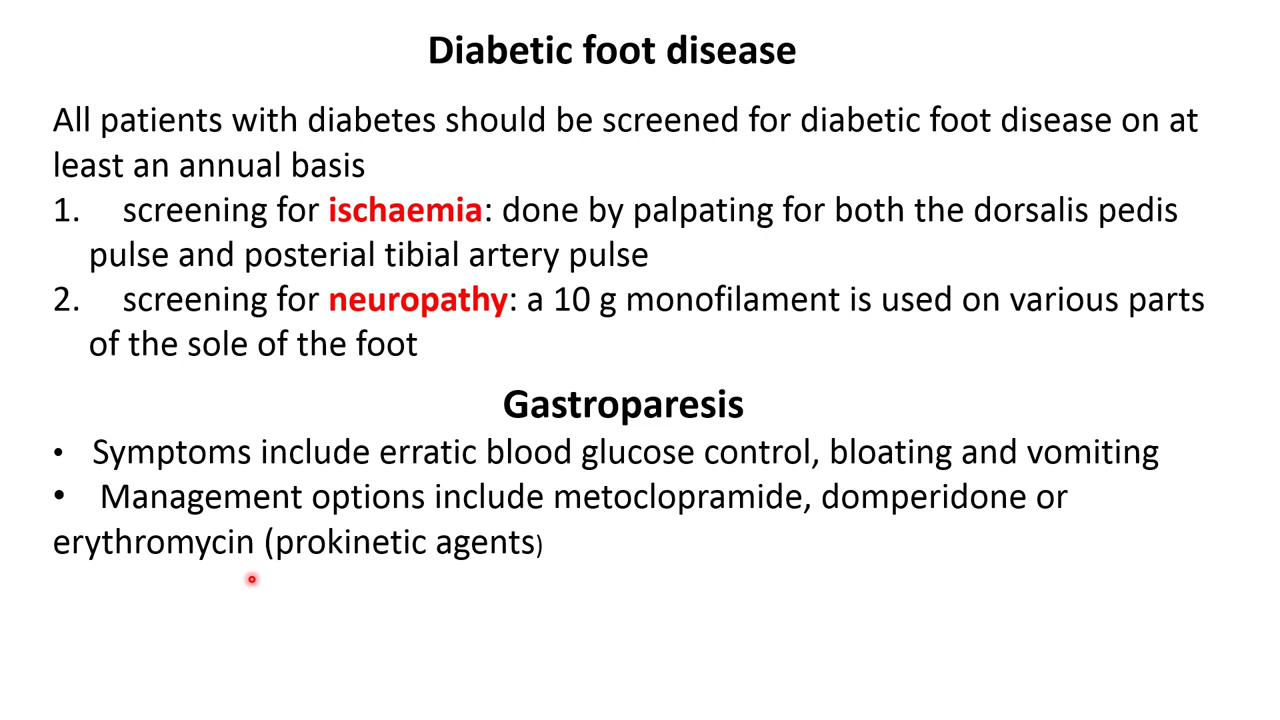 Diabetic foot disease
All patients with diabetes should be screened for diabetic foot disease on at
least an annual basis
1. screening for ischaemia: done by palpating for both the dorsalis pedis
pulse and posterial tibial artery pulse
2. screening for neuropathy: a 10 g monofilament is used on various parts
of the sole of the foot
Gastroparesis
• Symptoms include erratic blood glucose control, bloating and vomiting
• Management options include metoclopramide, domperidone or
erythromycin (prokinetic agents)